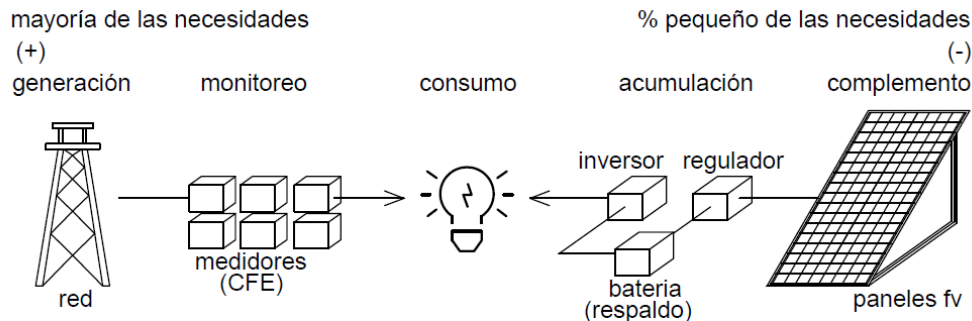 mayoría de las necesidades
(+)
% pequeño de las necesidades
(-)
generación
monitoreo
consumo
acumulación
complemento
inversor
regulador
medidores
(CFE)
bateria
(respaldo)
red
paneles fv